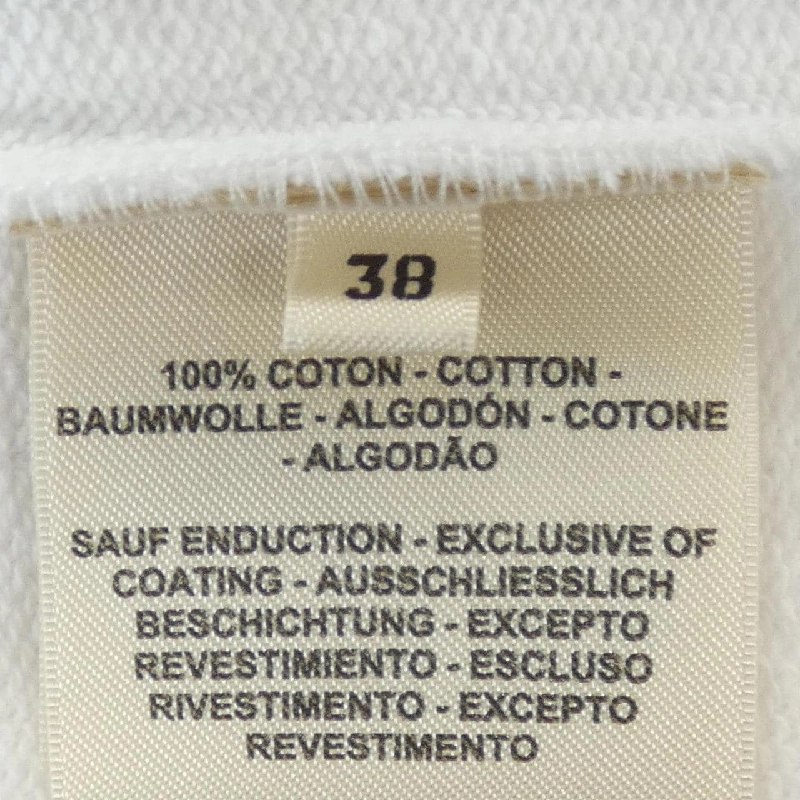 38
100% COTON - COTTON -
BAUMWOLLE - ALGODÓN - COTONE
- ALGODÃO
SAUF ENDUCTION - EXCLUSIVE OF
COATING - AUSSCHLIESSLICH
BESCHICHTUNG - EXCEPTO
REVESTIMIENTO - ESCLUSO
RIVESTIMENTO - EXCEPTO
REVESTIMENTO